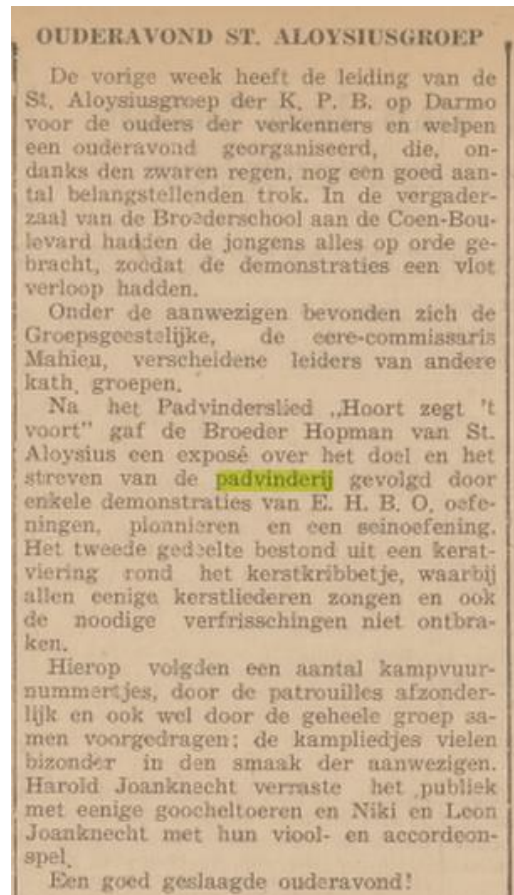 OUDERAVOND ST. ALOYSIUSGROEP
De vorige week heeft de leiding van de
St. Aloysiusgroep der K. P. B. op Darmo
voor de ouders der verkenners en welpen
een ouderavond georganiseerd, die, on-
danks den zwaren regen, nog een goed aan-
tal belangstellenden trok. In de vergader-
zaal van de Broederschool aan de Coen-Bou-
levard hadden de jongens alles op orde ge-
bracht, zoodat de demonstraties een vlot
verloop hadden.
Onder de aanwezigen bevonden zich de
Groepsgeestelijke, de eere-commissaris
Mahieu, verscheidene leiders van andere
kath. groepen.
Na het Padvinderslied „Hoort zegt 't
voort” gaf de Broeder Hopman van St.
Aloysius een exposé over het doel en het
streven van de padvinderij gevolgd door
enkele demonstraties van E. H. B. O. oefe-
ningen, pionnieren en een seinoefening.
Het tweede gedeelte bestond uit een kerst-
viering rond het kerstkribbetje, waarbij
allen eenige kerstliederen zongen en ook
de noodige verfrisschingen niet ontbra-
ken.
Hierop volgden een aantal kampvuur-
nummertjes, door de patrouilles afzonder-
lijk en ook wel door de geheele groep sa-
men voorgedragen; de kampliedjes vielen
bizonder in den smaak der aanwezigen.
Harold Joanknecht verraste het publiek
met eenige goocheltoeren en Niki en Leon
Joanknecht met hun viool- en accordeon-
spel.
Een goed geslaagde ouderavond!